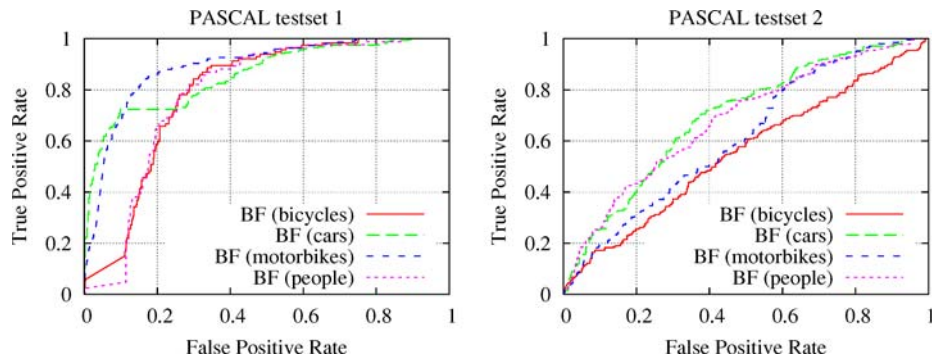 PASCAL testset 1
1
0.8
0.6
0.4
0.2
0
True Positive Rate
BF (bicycles)
BF (cars)
BF (motorbikes)
BF (people)
0 0.2 0.4 0.6 0.8 1
False Positive Rate
PASCAL testset 2
1
0.8
0.6
0.4
0.2
0
True Positive Rate
BF (bicycles)
BF (cars)
BF (motorbikes)
BF (people)
0 0.2 0.4 0.6 0.8 1
False Positive Rate